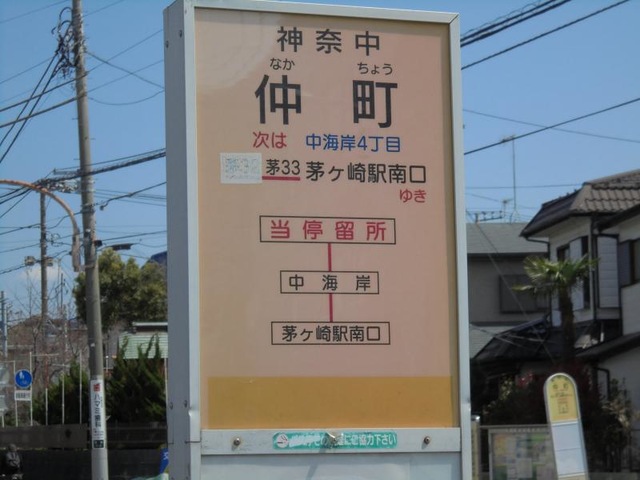 神奈中
なか ちょう
仲町
次は 中海岸4丁目
茅33 茅ヶ崎駅南口
ゆき
当停留所
中海岸
茅ヶ崎駅南口